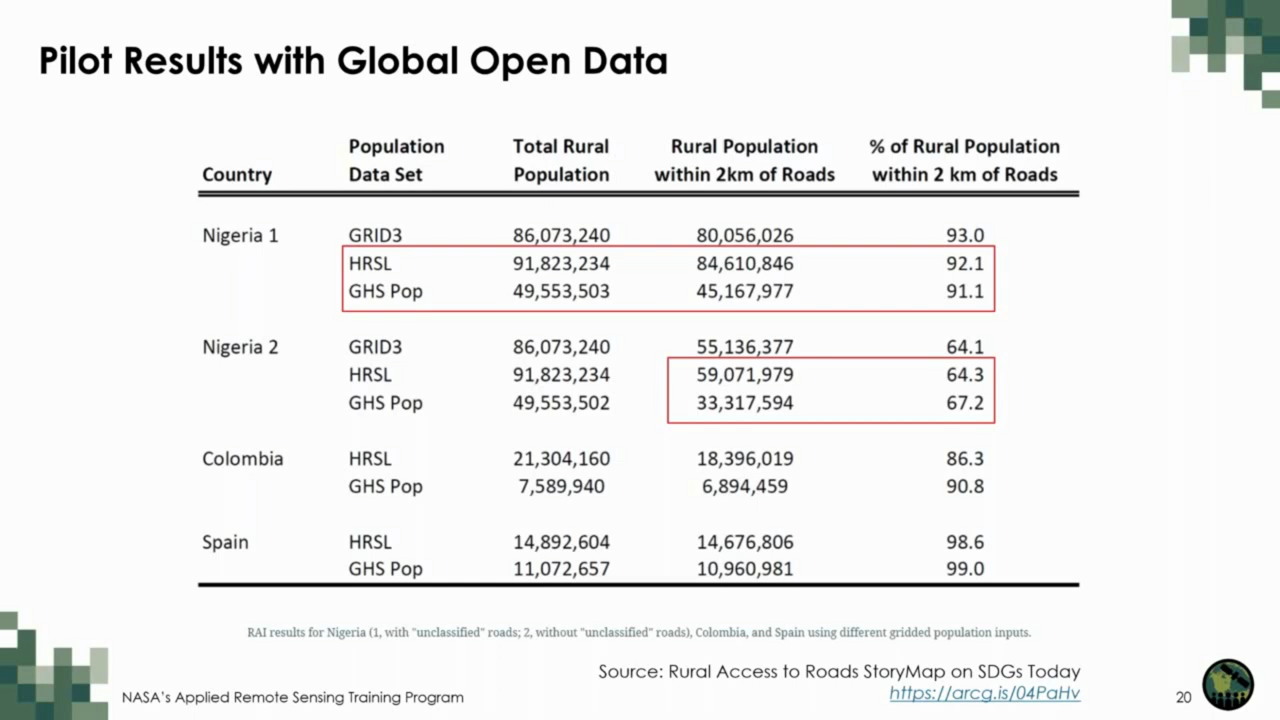 Pilot Results with Global Open Data
Population Total Rural Rural Population % of Rural Population
Country Data Set Population within 2km of Roads within 2 km of Roads
Nigeria 1 GRID3 86,073,240 80,056,026 93.0
HRSL 91,823,234 84,610,846 92.1
GHS Pop 49,553,503 45,167,977 91.1
Nigeria 2 GRID3 86,073,240 55,136,377 64.1
HRSL 91,823,234 59,071,979 64.3
GHS Pop 49,553,502 33,317,594 67.2
Colombia HRSL 21,304,160 18,396,019 86.3
GHS Pop 7,589,940 6,894,459 90.8
Spain HRSL 14,892,604 14,676,806 98.6
GHS Pop 11,072,657 10,960,981 99.0
RAI results for Nigeria (1, with "unclassified" roads; 2, without "unclassified" roads), Colombia, and Spain using different gridded population inputs.
Source: Rural Access to Roads StoryMap on SDGs Today
https://arcg.is/04PaHv
NASA's Applied Remote Sensing Training Program
20